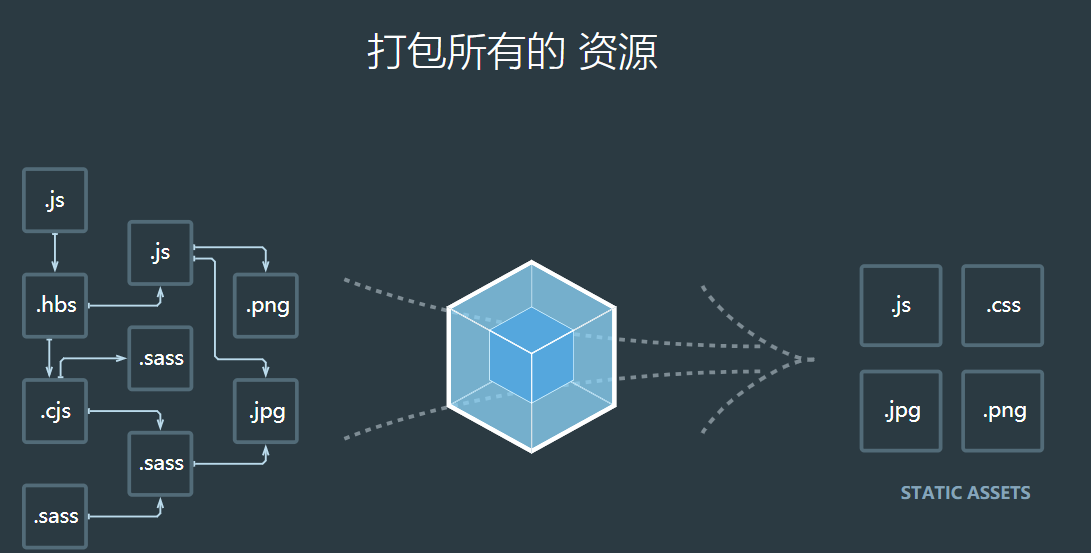 打包所有的 资源
.js
.js
.hbs
.png
.sass
.cjs
.jpg
.sass
.sass
.js
.css
.jpg
.png
STATIC ASSETS